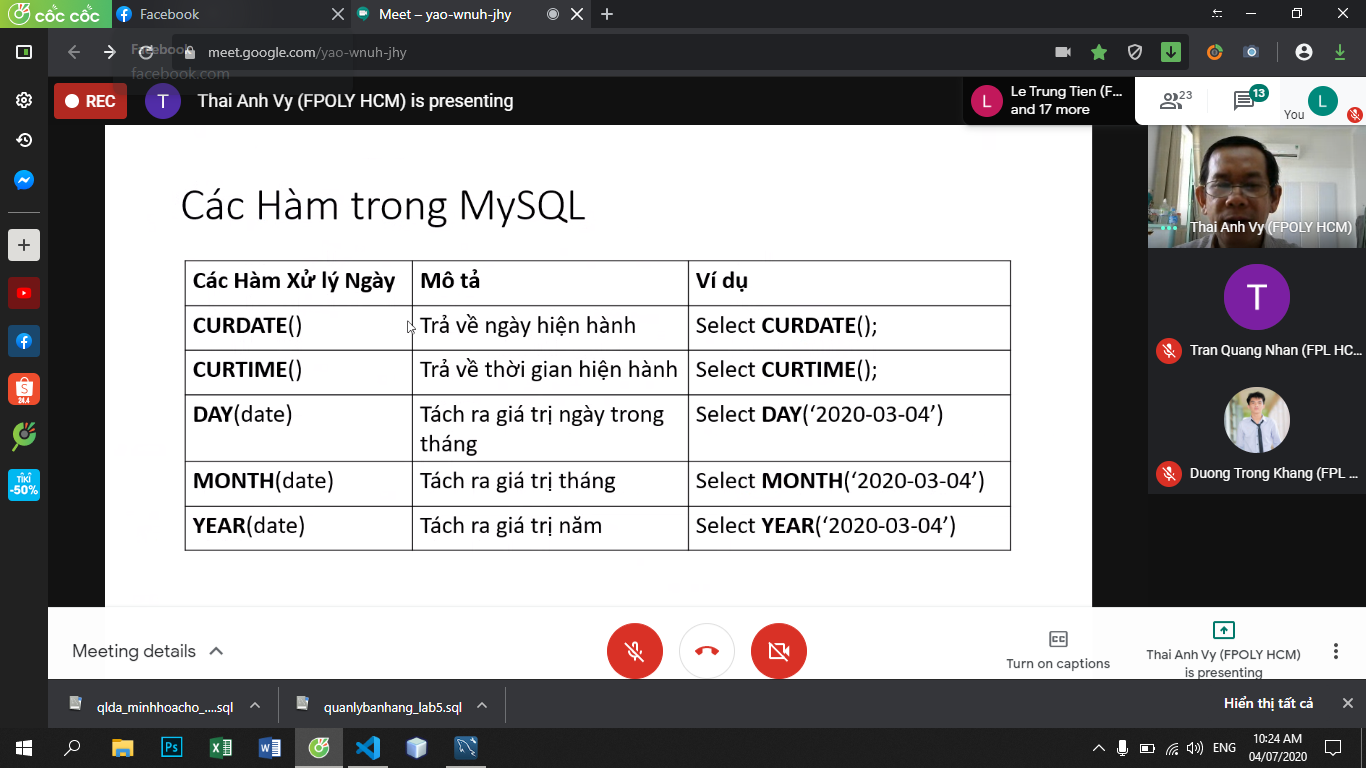 cốc cốc
Facebook
Meet – yao-wnuh-jhy
Facebook
facebook.com
meet.google.com/yao-wnuh-jhy
REC
T
Thai Anh Vy (FPOLY HCM) is presenting
L
Le Trung Tien (F...
and 17 more
23
13
You
L
Các Hàm trong MySQL
Các Hàm Xử lý Ngày Mô tả Ví dụ
CURDATE() Trả về ngày hiện hành Select CURDATE();
CURTIME() Trả về thời gian hiện hành Select CURTIME();
DAY(date) Tách ra giá trị ngày trong Select DAY(‘2020-03-04’)
tháng
MONTH(date) Tách ra giá trị tháng Select MONTH(‘2020-03-04’)
YEAR(date) Tách ra giá trị năm Select YEAR(‘2020-03-04’)
Thai Anh Vy (FPOLY HCM)
T
Tran Quang Nhan (FPL HC...
Duong Trong Khang (FPL ...
24.4
TIKI
-50%
Meeting details
CC
Turn on captions
Thai Anh Vy (FPOLY HCM)
is presenting
qlda_minhhoacho_....sql
quanlybanhang_lab5.sql
Hiển thị tất cả
Ps
ENG
10:24 AM
04/07/2020